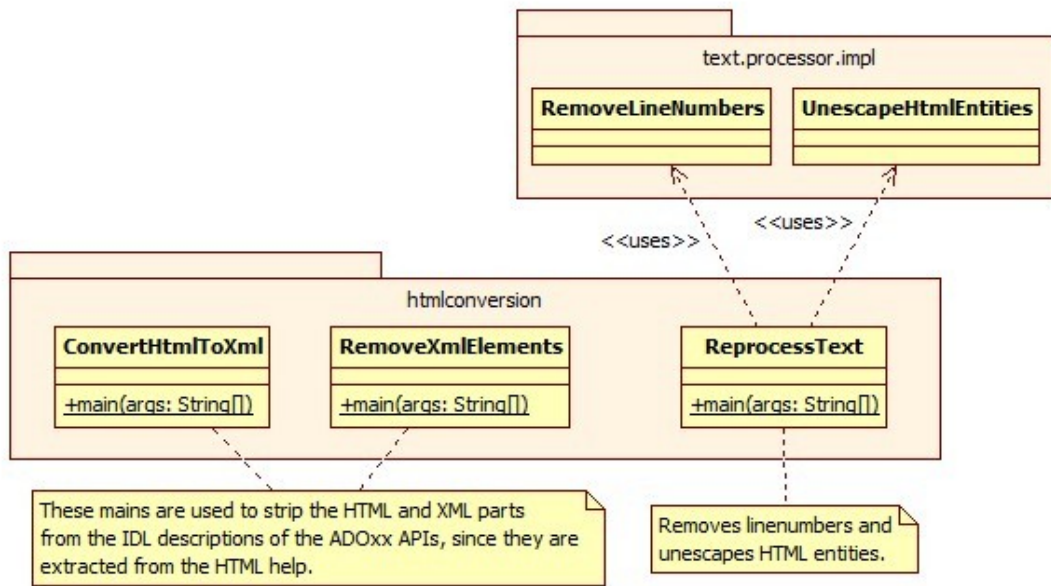 text.processor.impl
RemoveLineNumbers
UnescapeHtmlEntities
<<uses>>
<<uses>>
htmlconversion
ConvertHtmlToXml
+main(args: String[])
RemoveXmlElements
+main(args: String[])
ReprocessText
+main(args: String[])
These mains are used to strip the HTML and XML parts
from the IDL descriptions of the ADOxx APIs, since they are
extracted from the HTML help.
Removes linenumbers and
unescapes HTML entities.